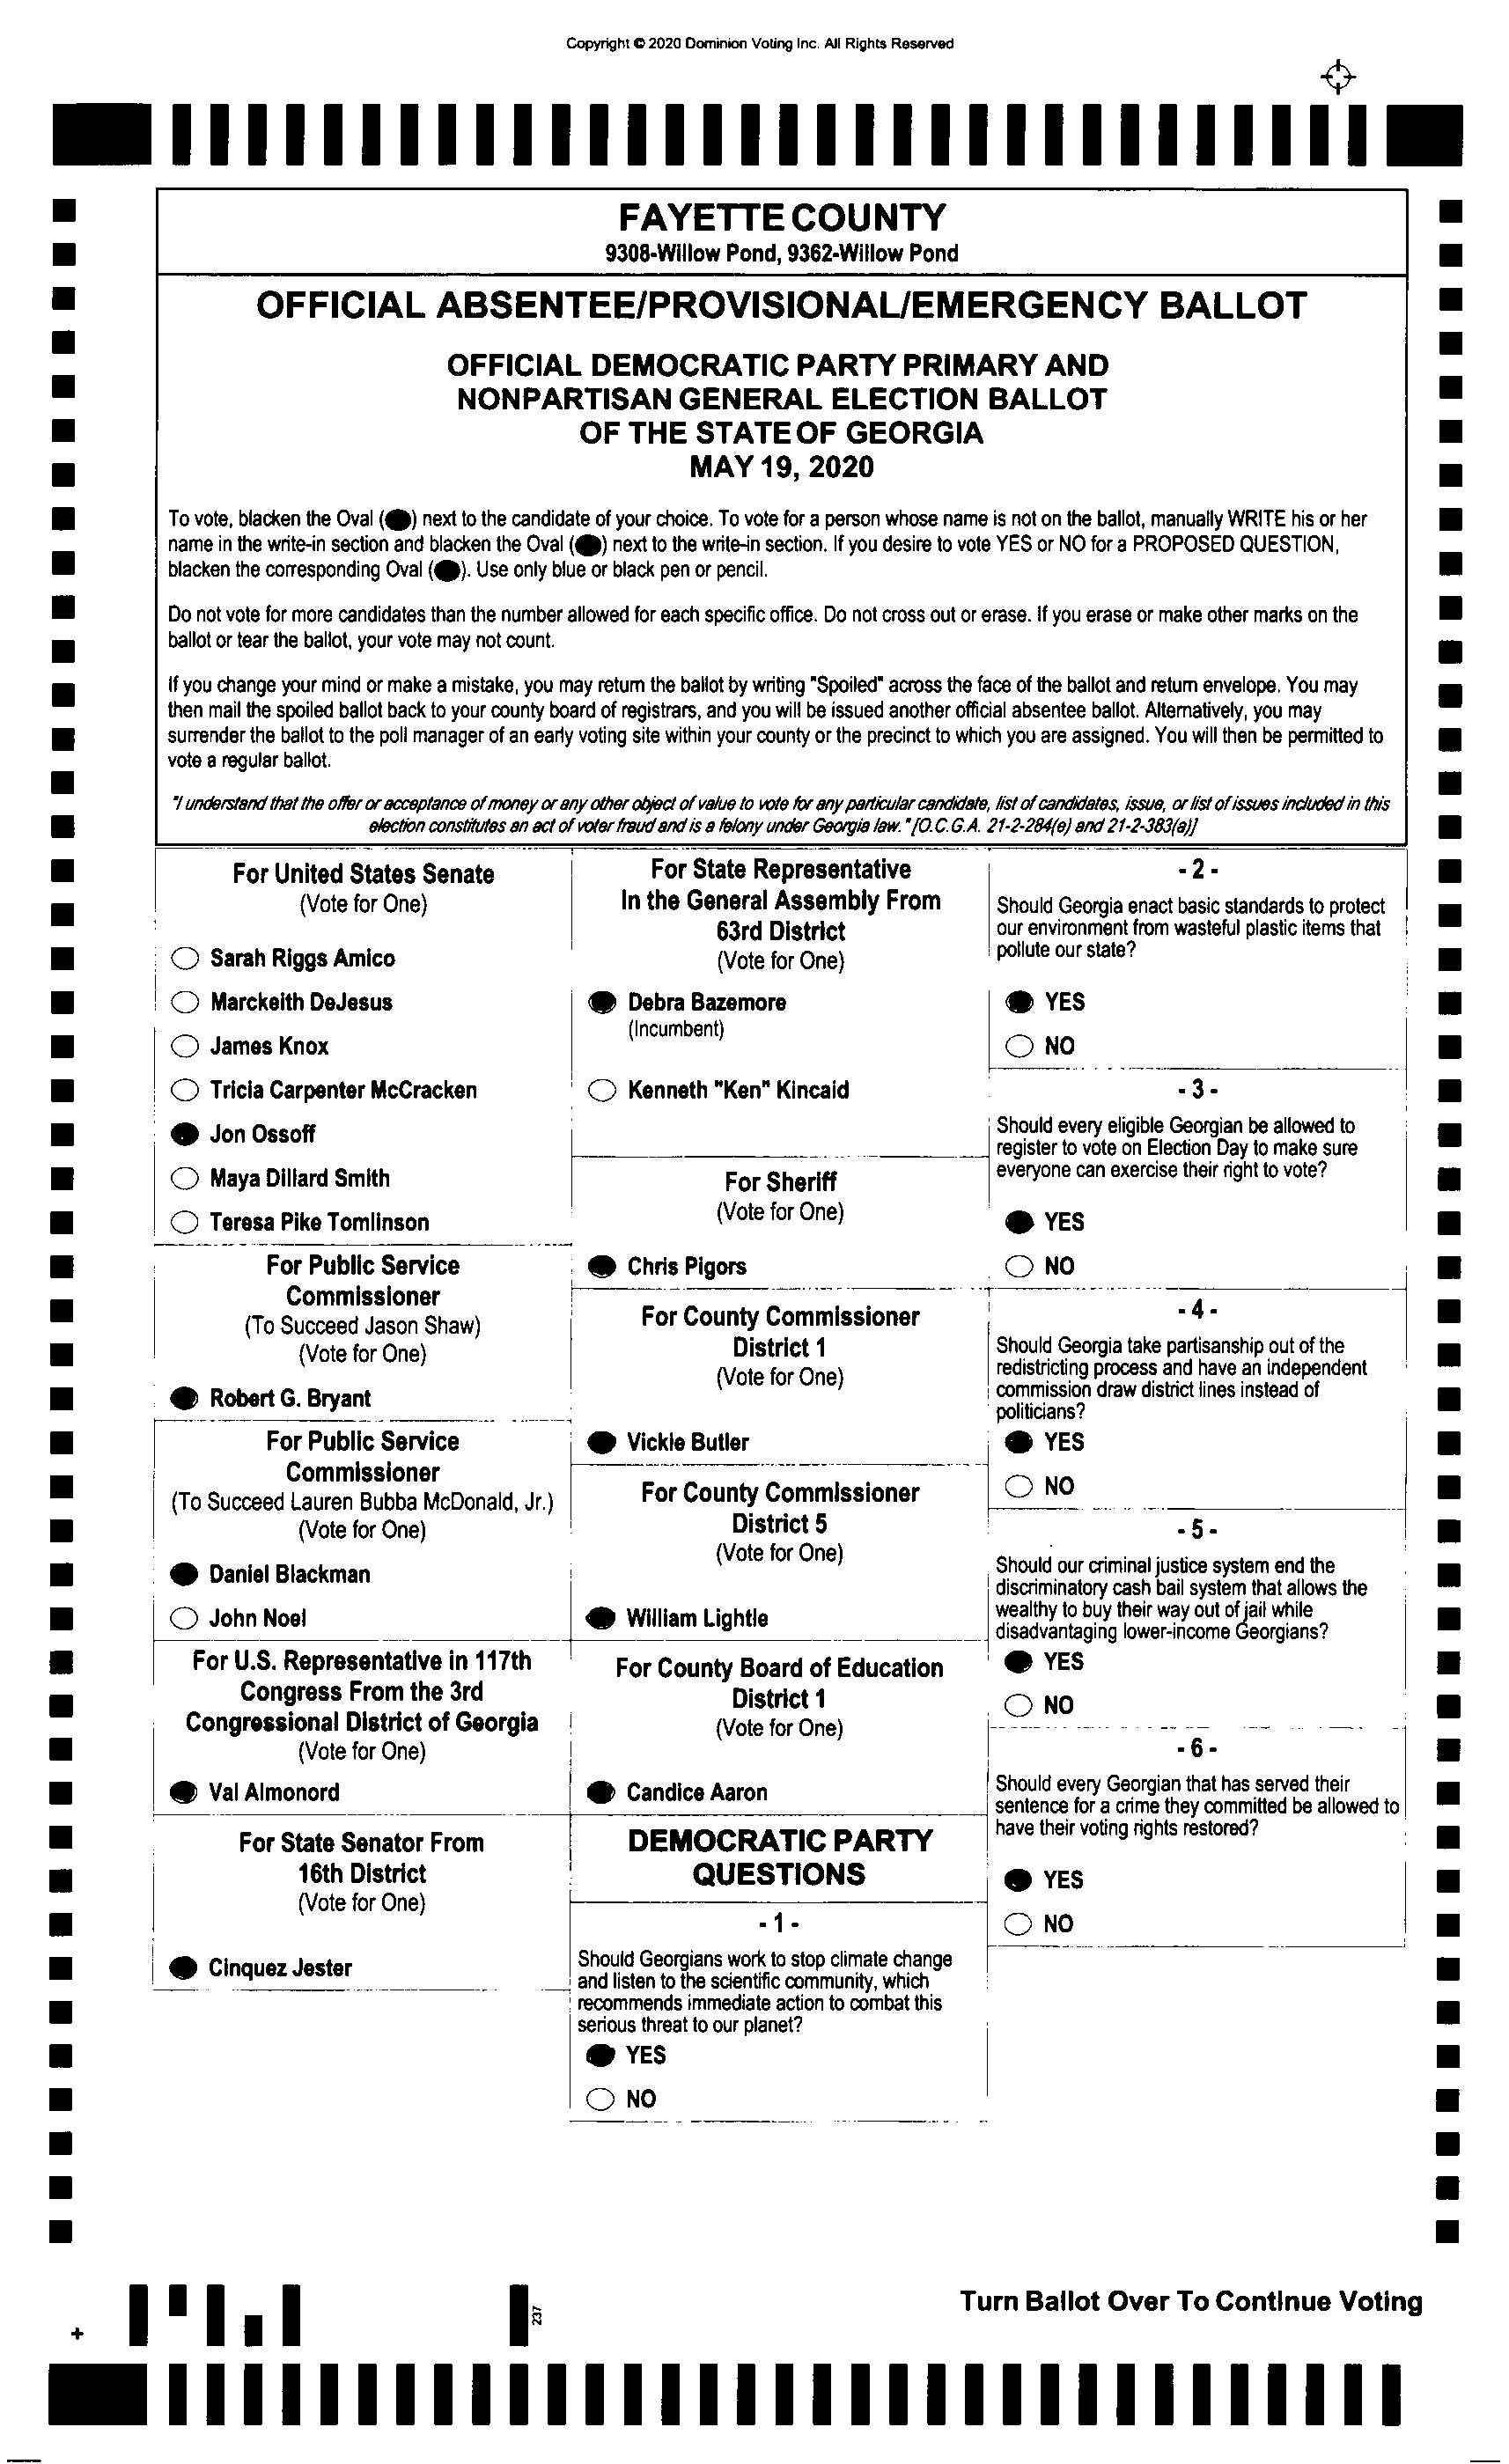 Copyright © 2020 Dominion Voting Inc. All Rights Reserved
FAYETTE COUNTY
9308-Willow Pond, 9362-Willow Pond
OFFICIAL ABSENTEE/PROVISIONAL/EMERGENCY BALLOT
OFFICIAL DEMOCRATIC PARTY PRIMARY AND
NONPARTISAN GENERAL ELECTION BALLOT
OF THE STATE OF GEORGIA
MAY 19, 2020
To vote, blacken the Oval ( ) next to the candidate of your choice. To vote for a person whose name is not on the ballot, manually WRITE his or her
name in the write-in section and blacken the Oval ( ) next to the write-in section. If you desire to vote YES or NO for a PROPOSED QUESTION,
blacken the corresponding Oval ( ). Use only blue or black pen or pencil.
Do not vote for more candidates than the number allowed for each specific office. Do not cross out or erase. If you erase or make other marks on the
ballot or tear the ballot, your vote may not count.
If you change your mind or make a mistake, you may return the ballot by writing "Spoiled" across the face of the ballot and return envelope. You may
then mail the spoiled ballot back to your county board of registrars, and you will be issued another official absentee ballot. Alternatively, you may
surrender the ballot to the poll manager of an early voting site within your county or the precinct to which you are assigned. You will then be permitted to
vote a regular ballot.
"I understand that the offer or acceptance of money or any other object of value to vote for any particular candidate, list of candidates, issue, or list of issues included in this
election constitutes an act of voter fraud and is a felony under Georgia law." [O.C.G.A. 21-2-284(e) and 21-2-383(a)]
For United States Senate
(Vote for One)
Sarah Riggs Amico
Marckeith DeJesus
James Knox
Tricia Carpenter McCracken
Jon Ossoff
Maya Dillard Smith
Teresa Pike Tomlinson
For Public Service
Commissioner
(To Succeed Jason Shaw)
(Vote for One)
Robert G. Bryant
For Public Service
Commissioner
(To Succeed Lauren Bubba McDonald, Jr.)
(Vote for One)
Daniel Blackman
John Noel
For U.S. Representative in 117th
Congress From the 3rd
Congressional District of Georgia
(Vote for One)
Val Almonord
For State Senator From
16th District
(Vote for One)
Cinquez Jester
For State Representative
In the General Assembly From
63rd District
(Vote for One)
Debra Bazemore
(Incumbent)
Kenneth "Ken" Kincaid
For Sheriff
(Vote for One)
Chris Pigors
For County Commissioner
District 1
(Vote for One)
Vickie Butler
For County Commissioner
District 5
(Vote for One)
William Lightle
For County Board of Education
District 1
(Vote for One)
Candice Aaron
DEMOCRATIC PARTY
QUESTIONS
- 1 -
Should Georgians work to stop climate change
and listen to the scientific community, which
recommends immediate action to combat this
serious threat to our planet?
YES
NO
- 2 -
Should Georgia enact basic standards to protect
our environment from wasteful plastic items that
pollute our state?
YES
NO
- 3 -
Should every eligible Georgian be allowed to
register to vote on Election Day to make sure
everyone can exercise their right to vote?
YES
NO
- 4 -
Should Georgia take partisanship out of the
redistricting process and have an independent
commission draw district lines instead of
politicians?
YES
NO
- 5 -
Should our criminal justice system end the
discriminatory cash bail system that allows the
wealthy to buy their way out of jail while
disadvantaging lower-income Georgians?
YES
NO
- 6 -
Should every Georgian that has served their
sentence for a crime they committed be allowed to
have their voting rights restored?
YES
NO
237
Turn Ballot Over To Continue Voting